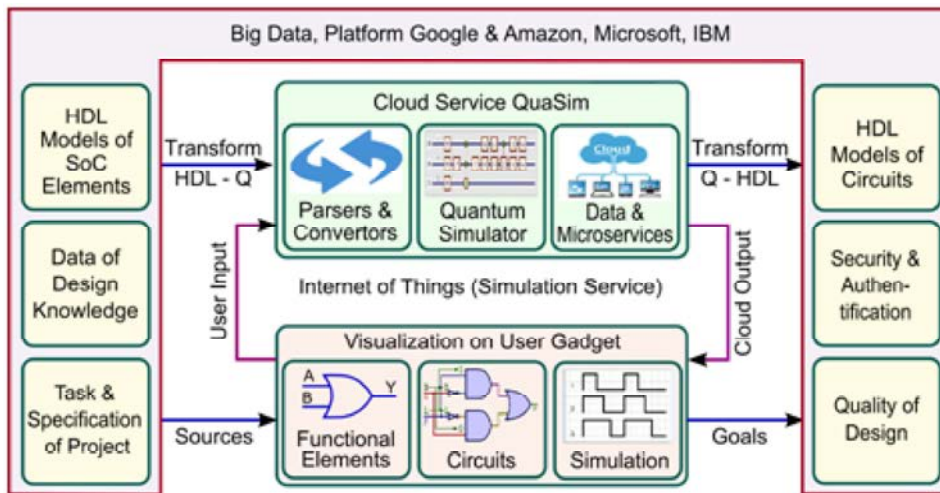 Big Data, Platform Google & Amazon, Microsoft, IBM
HDL
Models of
SoC
Elements
Data of
Design
Knowledge
Task &
Specification
of Project
Transform
HDL - Q
User Input
Sources
Cloud Service QuaSim
Parsers &
Convertors
Quantum
Simulator
Cloud
Data &
Microservices
Internet of Things (Simulation Service)
Visualization on User Gadget
A
B
Y
Functional
Elements
Circuits
Simulation
Transform
Q - HDL
Cloud Output
Goals
HDL
Models of
Circuits
Security &
Authen-
tification
Quality of
Design